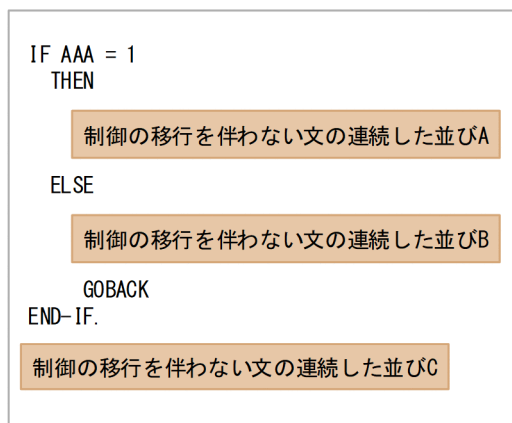 IF AAA = 1
THEN
制御の移行を伴わない文の連続した並びA
ELSE
制御の移行を伴わない文の連続した並びB
GOBACK
END-IF.
制御の移行を伴わない文の連続した並びC